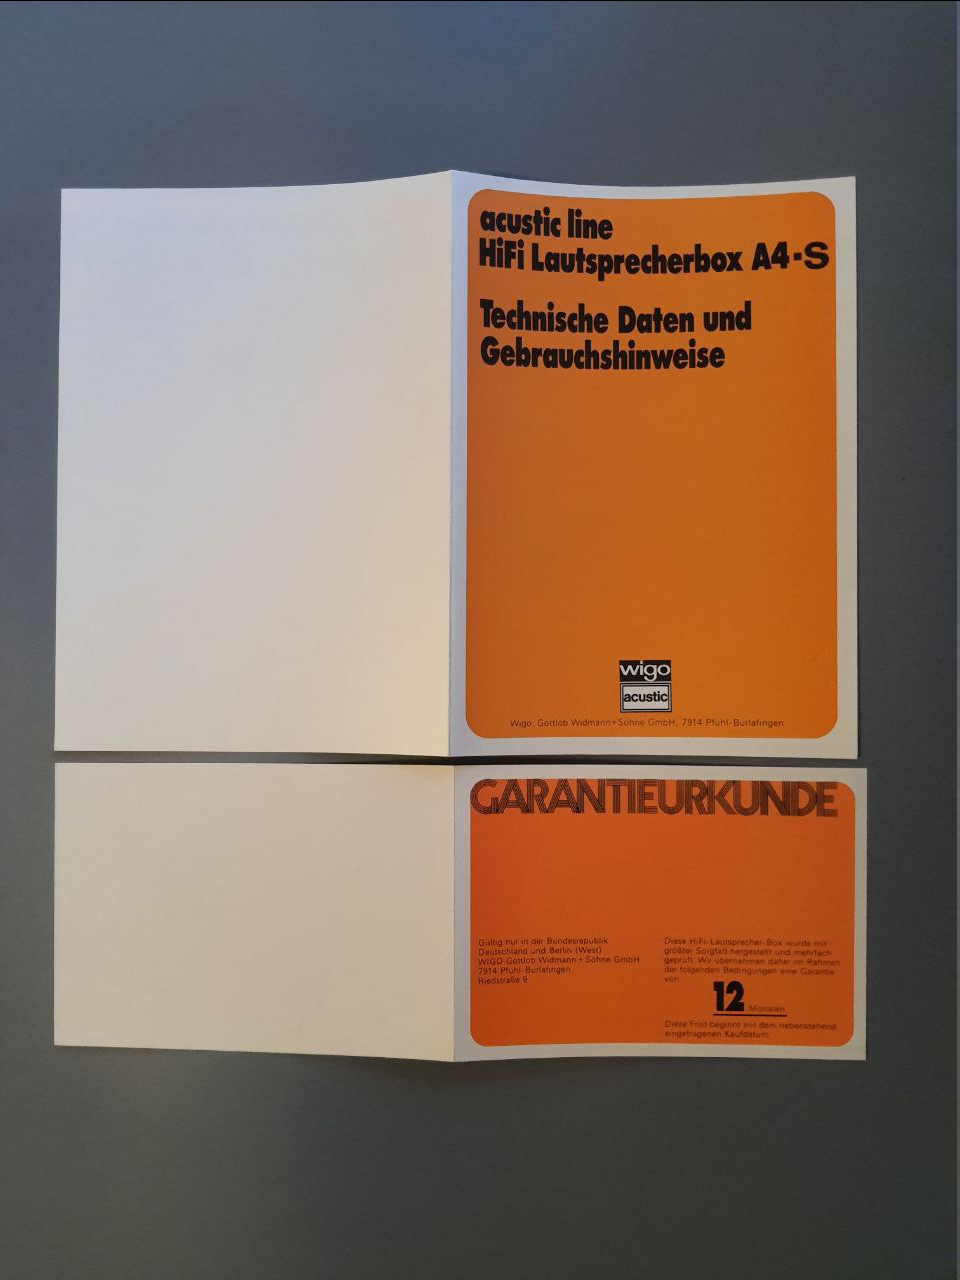 acustic line
HiFi Lautsprecherbox A4-S
Technische Daten und
Gebrauchshinweise
wigo
acustic
Wigo, Gottlob Widmann+Söhne GmbH, 7914 Pfuhl-Burlafingen
GARANTIEURKUNDE
Gültig nur in der Bundesrepublik
Deutschland und Berlin (West)
WIGO Gottlob Widmann + Söhne GmbH
7914 Pfuhl-Burlafingen
Riedstraße 9
Diese HiFi-Lautsprecher-Box wurde mit
größter Sorgfalt hergestellt und mehrfach
geprüft. Wir übernehmen daher im Rahmen
der folgenden Bedingungen eine Garantie
von
12 Monaten
Diese Frist beginnt mit dem nebenstehend
eingetragenen Kaufdatum.